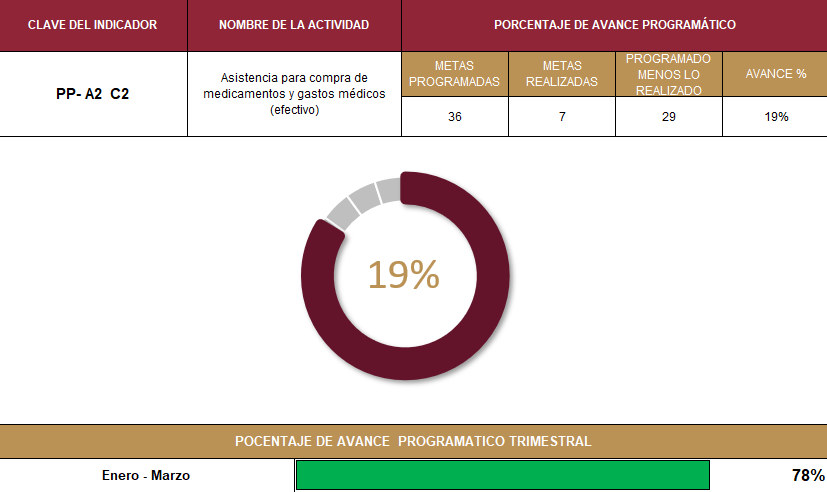 CLAVE DEL INDICADOR
NOMBRE DE LA ACTIVIDAD
PORCENTAJE DE AVANCE PROGRAMÁTICO
METAS
PROGRAMADAS
METAS
REALIZADAS
PROGRAMADO
MENOS LO
REALIZADO
AVANCE %
PP- A2  C2
Asistencia para compra de
medicamentos y gastos médicos
(efectivo)
36
7
29
19%
19%
POCENTAJE DE AVANCE  PROGRAMATICO TRIMESTRAL
Enero - Marzo
78%